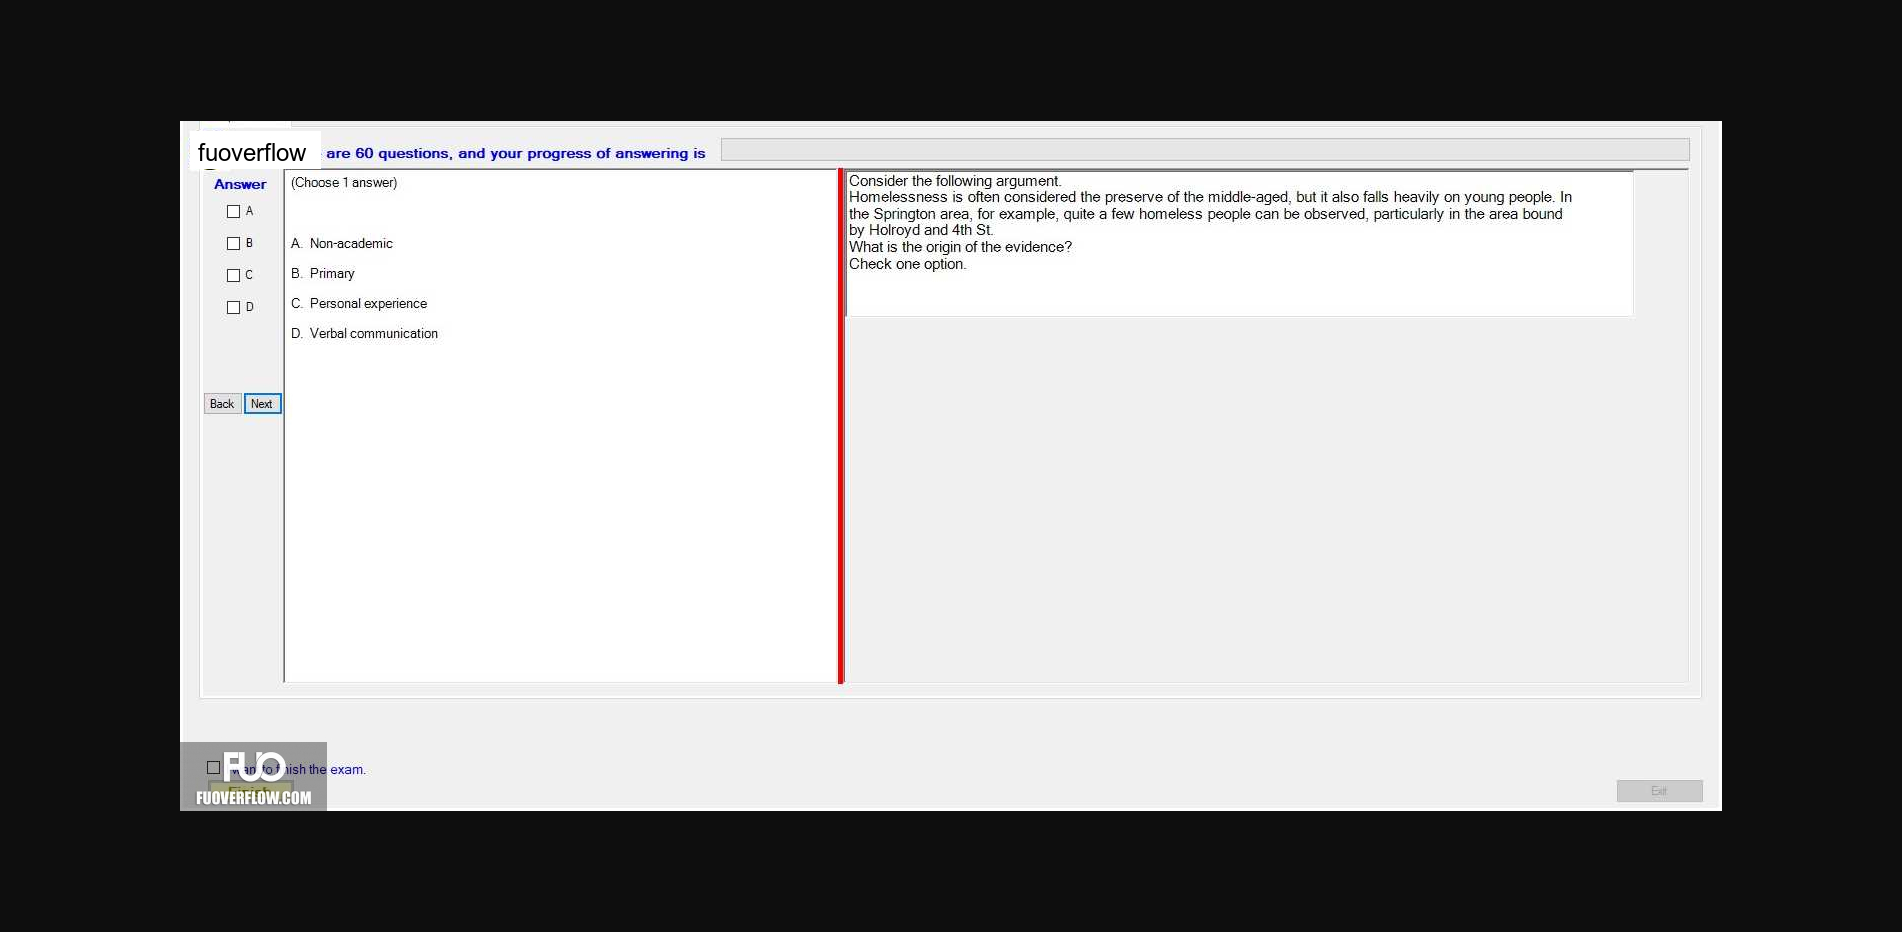 fuoverflow are 60 questions, and your progress of answering is
Answer
(Choose 1 answer)
A
B
C
D
A. Non-academic
B. Primary
C. Personal experience
D. Verbal communication
Back Next
Consider the following argument.
Homelessness is often considered the preserve of the middle-aged, but it also falls heavily on young people. In
the Springton area, for example, quite a few homeless people can be observed, particularly in the area bound
by Holroyd and 4th St.
What is the origin of the evidence?
Check one option.
FUO
want to finish the exam.
Finish
FUOVERFLOW.COM
Exit